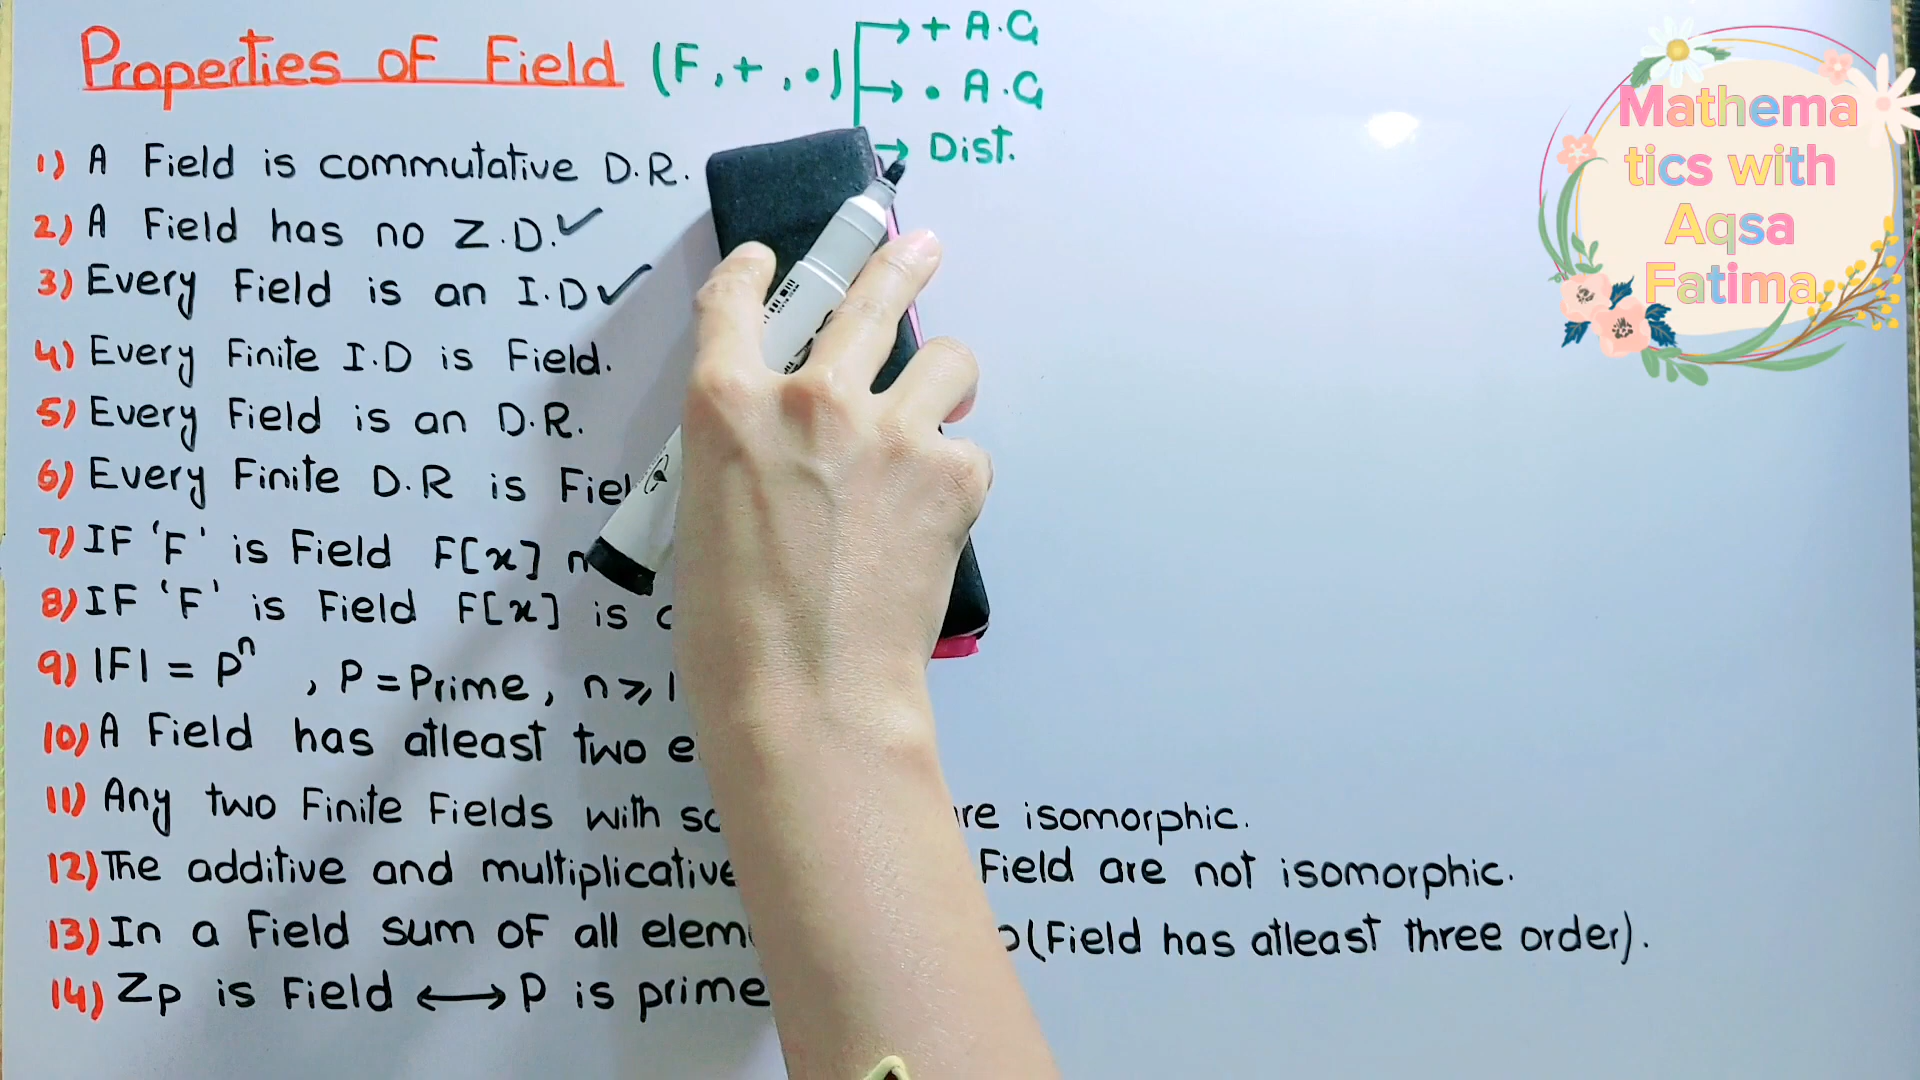 Properties of Field (F, +, •) → + A.G
→ • A.G
→ Dist.
1) A Field is commutative D.R.
2) A Field has no Z.D. ✓
3) Every Field is an I.D ✓
4) Every Finite I.D is Field.
5) Every Field is an D.R.
6) Every Finite D.R is
7) IF 'F' is Field F[x]
8) IF 'F' is Field F[x] is
9) |F| = Pⁿ , P = Prime, n ⩾ 1
10) A Field has atleast two
11) Any two Finite Fields with isomorphic.
12) The additive and multiplicative Field are not isomorphic.
13) In a Field sum of all (Field has atleast three order).
14) Zp is Field ⟷ P is prime
Mathema
tics with
Aqsa
Fatima